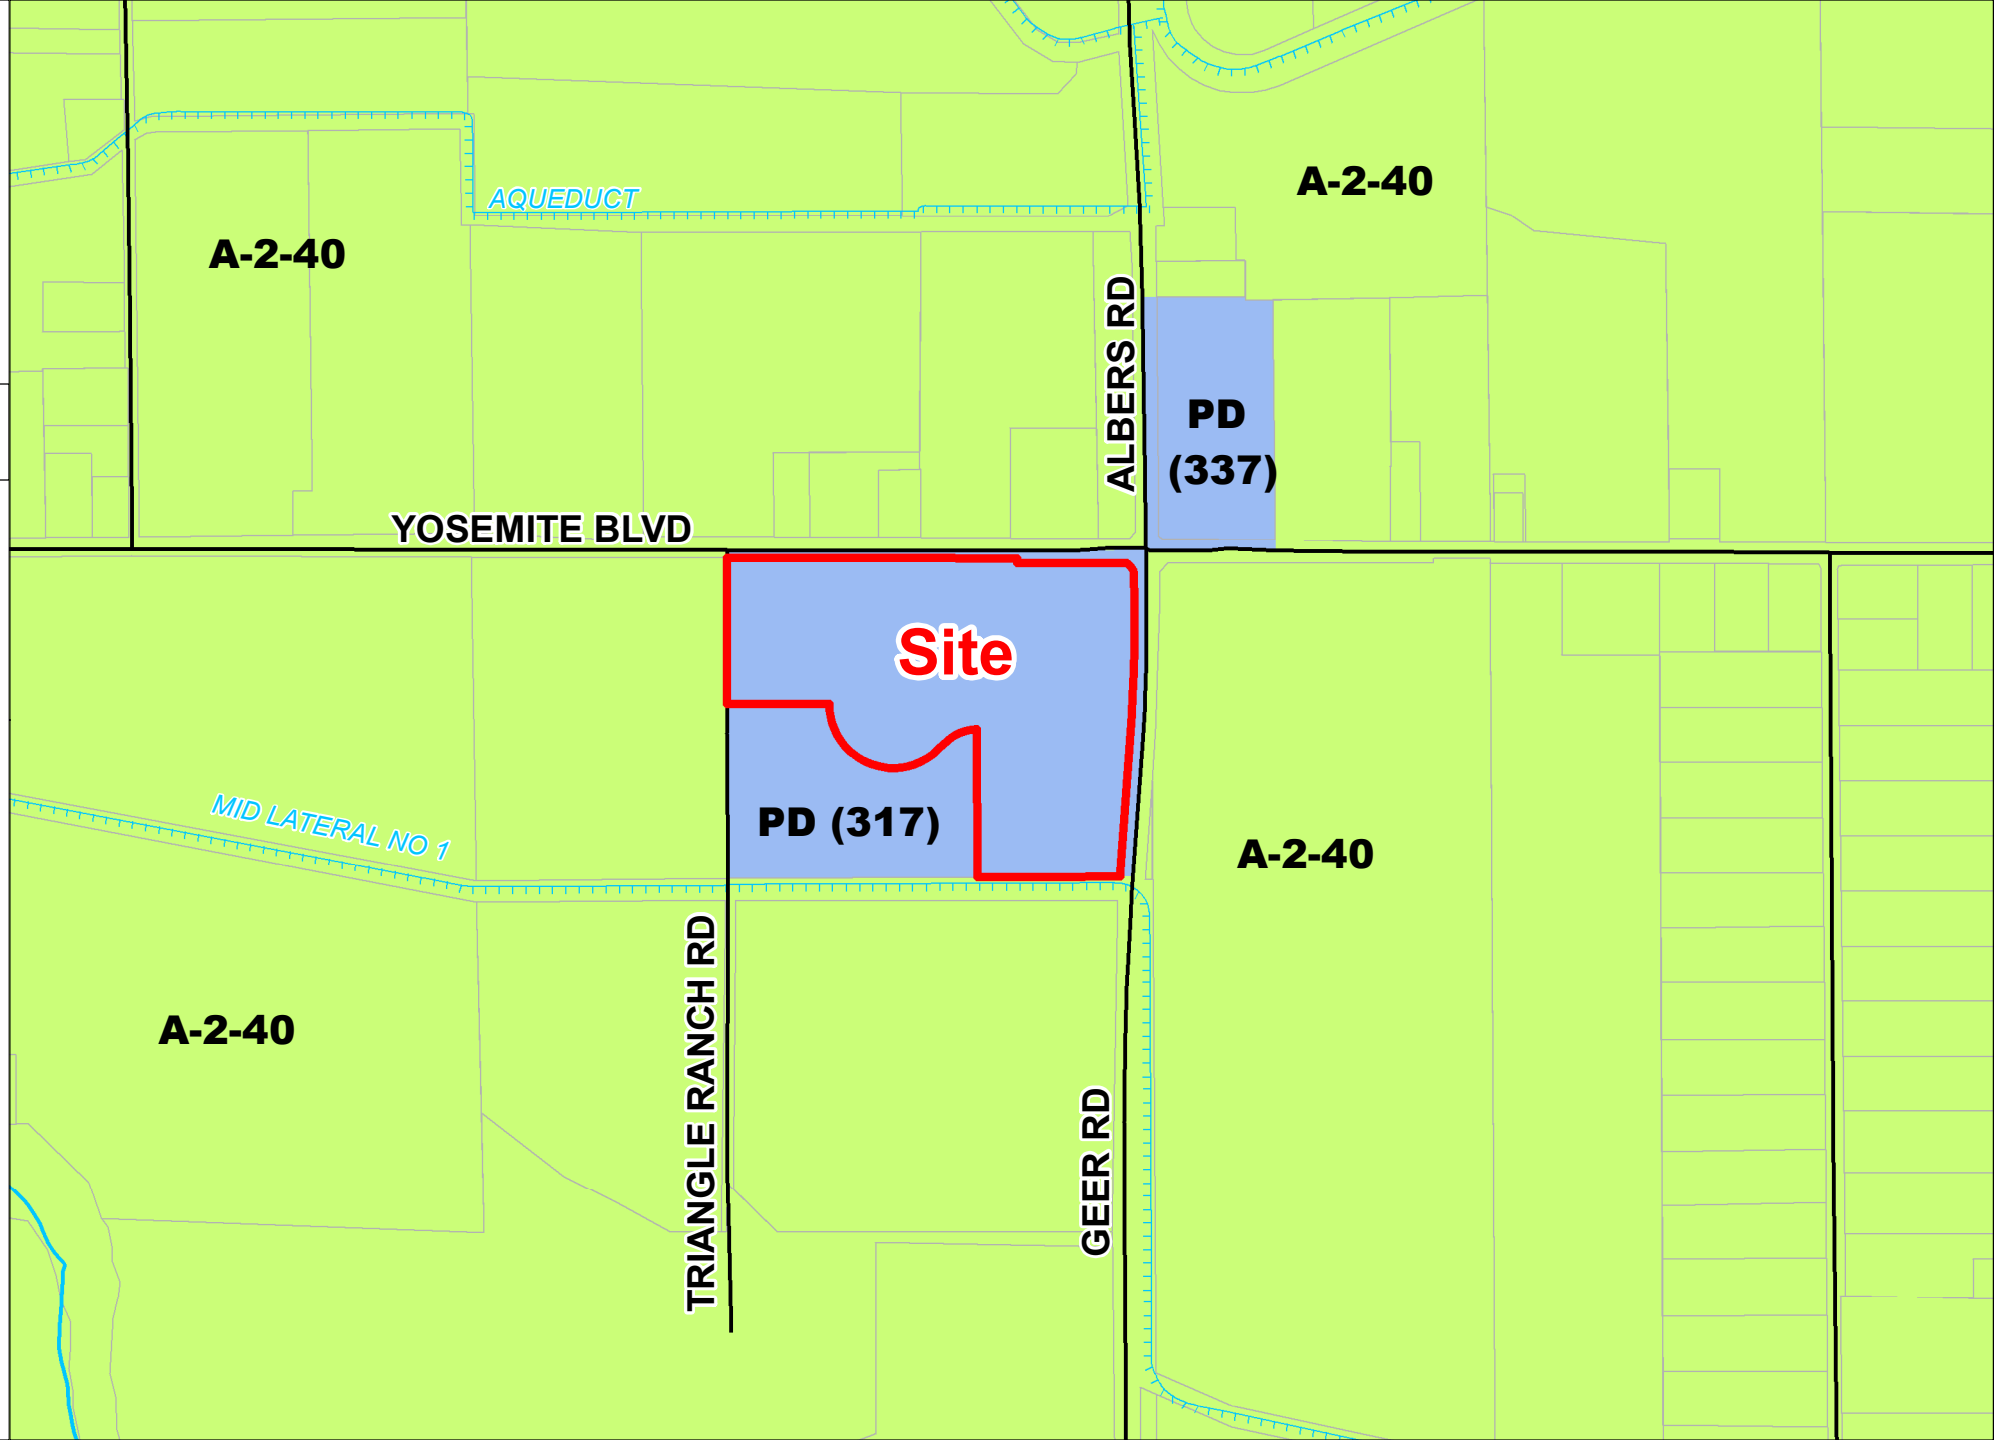 A-2-40
AQUEDUCT
A-2-40
ALBERS RD
PD
(337)
YOSEMITE BLVD
Site
MID LATERAL NO 1
PD (317)
A-2-40
A-2-40
TRIANGLE RANCH RD
GEER RD